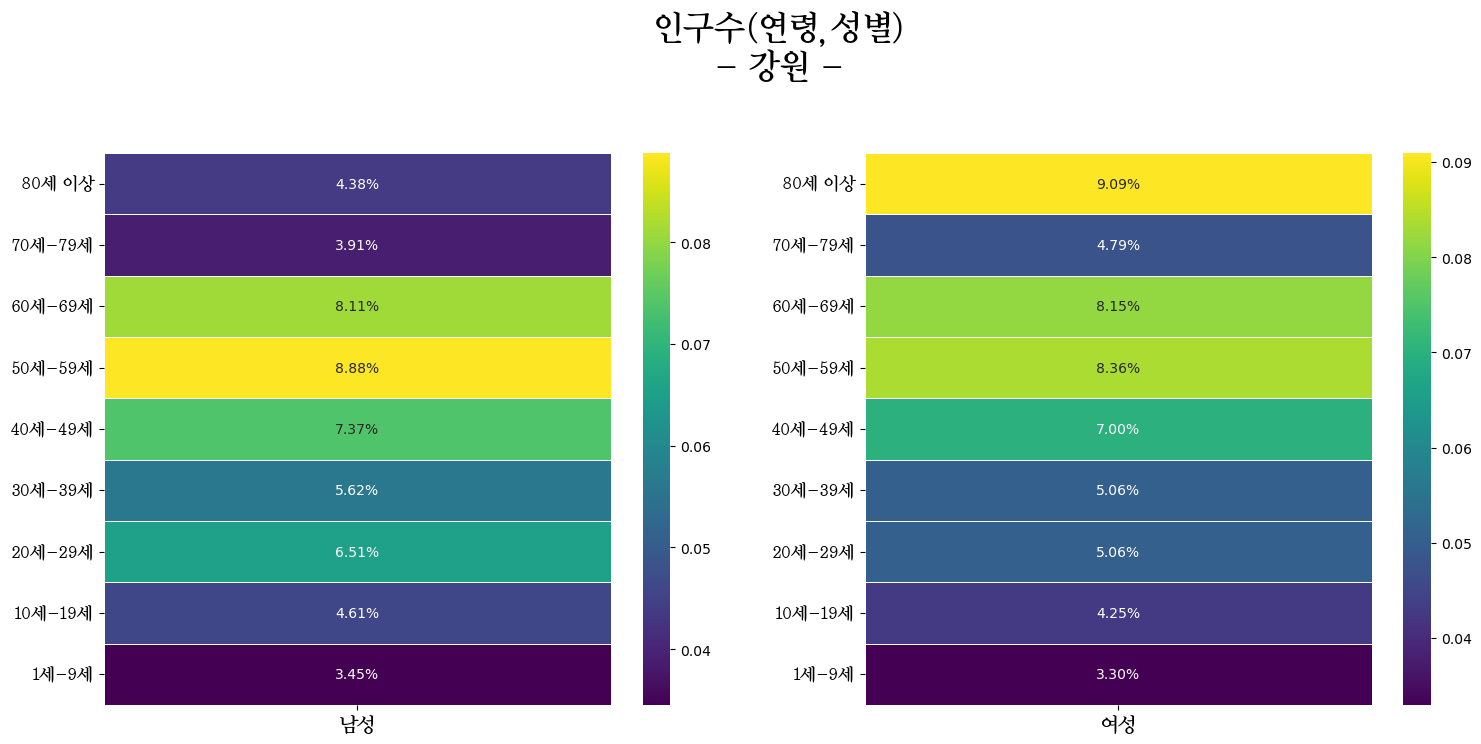 인구수(연령, 성별)
- 강원 -
80세 이상
4.38%
70세-79세
3.91%
60세-69세
8.11%
50세-59세
8.88%
40세-49세
7.37%
30세-39세
5.62%
20세-29세
6.51%
10세-19세
4.61%
1세-9세
3.45%
남성
0.08
0.07
0.06
0.05
0.04
80세 이상
9.09%
70세-79세
4.79%
60세-69세
8.15%
50세-59세
8.36%
40세-49세
7.00%
30세-39세
5.06%
20세-29세
5.06%
10세-19세
4.25%
1세-9세
3.30%
여성
0.09
0.08
0.07
0.06
0.05
0.04